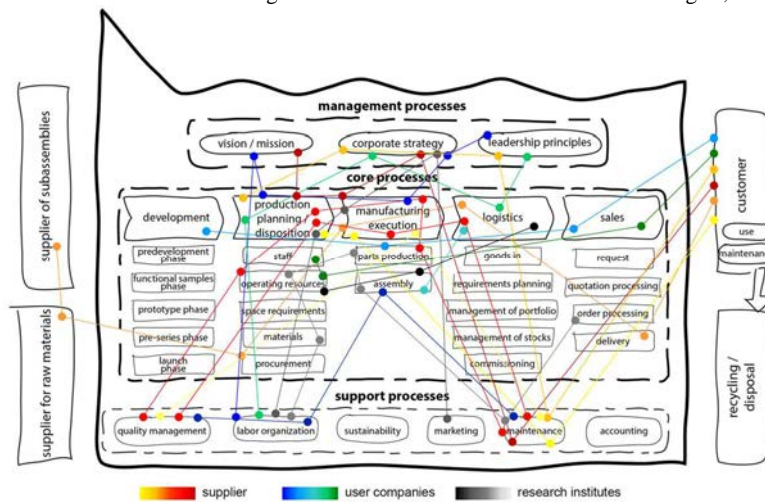 management processes
vision / mission
corporate strategy
leadership principles
core processes
development
production
planning /
disposition
manufacturing
execution
logistics
sales
predevelopment
phase
functional samples
phase
prototype phase
pre-series phase
launch
phase
staff
operating resources
space requirements
materials
procurement
parts production
assembly
goods in
requirements planning
management of portfolio
management of stocks
commissioning
request
quotation processing
order processing
delivery
support processes
quality management
labor organization
sustainability
marketing
maintenance
accounting
supplier of subassemblies
supplier for raw materials
customer
use
maintenance
recycling /
disposal
supplier
user companies
research institutes